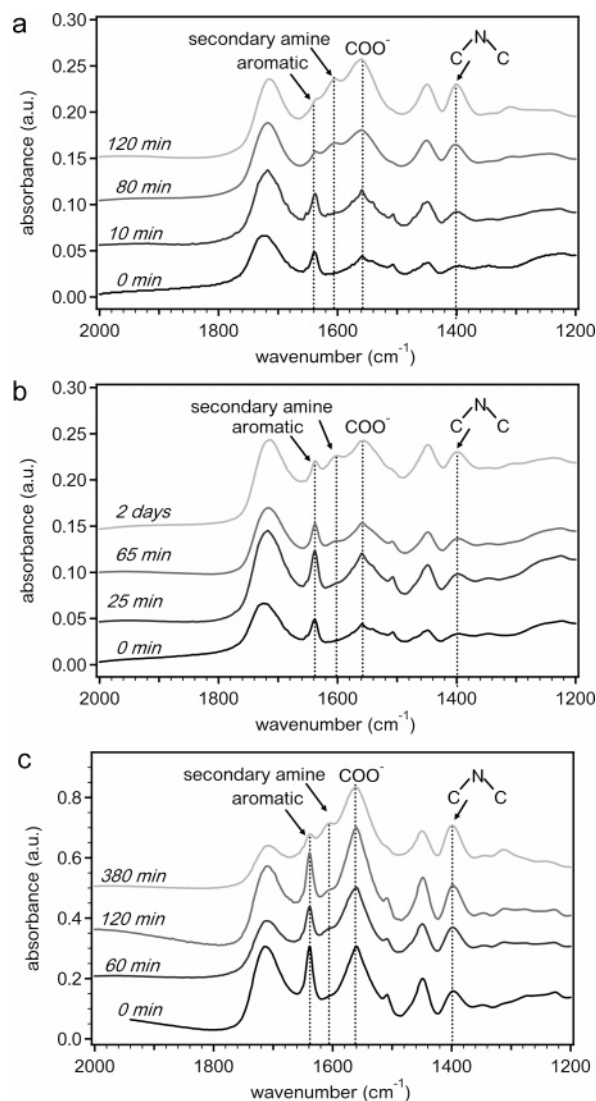 a
secondary amine
aromatic
COO⁻
N
C C
0.30
0.25
0.20
0.15
0.10
0.05
0.00
absorbance (a.u.)
120 min
80 min
10 min
0 min
2000 1800 1600 1400 1200
wavenumber (cm⁻¹)
b
secondary amine
aromatic
COO⁻
N
C C
0.30
0.25
0.20
0.15
0.10
0.05
0.00
absorbance (a.u.)
2 days
65 min
25 min
0 min
2000 1800 1600 1400 1200
wavenumber (cm⁻¹)
c
secondary amine
aromatic
COO⁻
N
C C
0.8
0.6
0.4
0.2
0.0
absorbance (a.u.)
380 min
120 min
60 min
0 min
2000 1800 1600 1400 1200
wavenumber (cm⁻¹)